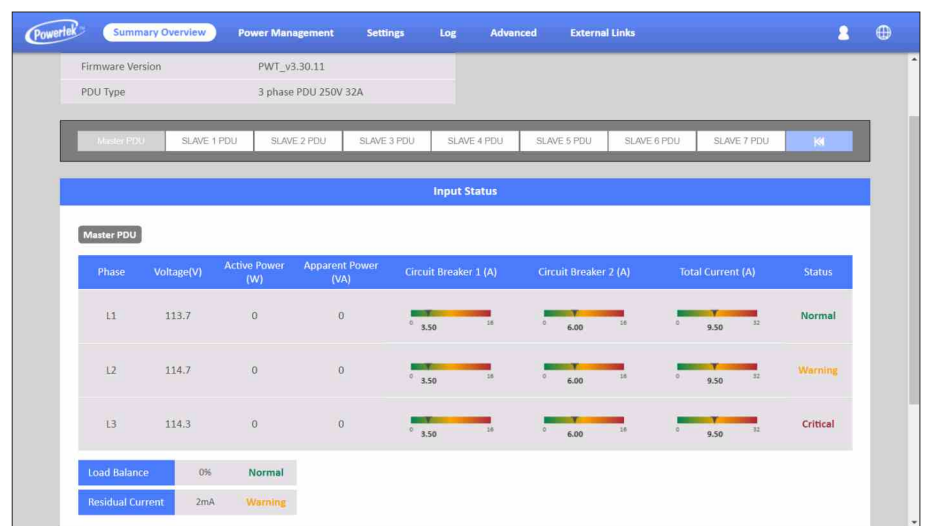 Powertek
Summary Overview Power Management Settings Log Advanced External Links
Firmware Version PWT_v3.30.11
PDU Type 3 phase PDU 250V 32A
Master PDU SLAVE 1 PDU SLAVE 2 PDU SLAVE 3 PDU SLAVE 4 PDU SLAVE 5 PDU SLAVE 6 PDU SLAVE 7 PDU
Input Status
Master PDU
Phase Voltage(V) Active Power (W) Apparent Power (VA) Circuit Breaker 1 (A) Circuit Breaker 2 (A) Total Current (A) Status
L1 113.7 0 0 0 3.50 16 0 6.00 16 0 9.50 32 Normal
L2 114.7 0 0 0 3.50 16 0 6.00 16 0 9.50 32 Warning
L3 114.3 0 0 0 3.50 16 0 6.00 16 0 9.50 32 Critical
Load Balance 0% Normal
Residual Current 2mA Warning